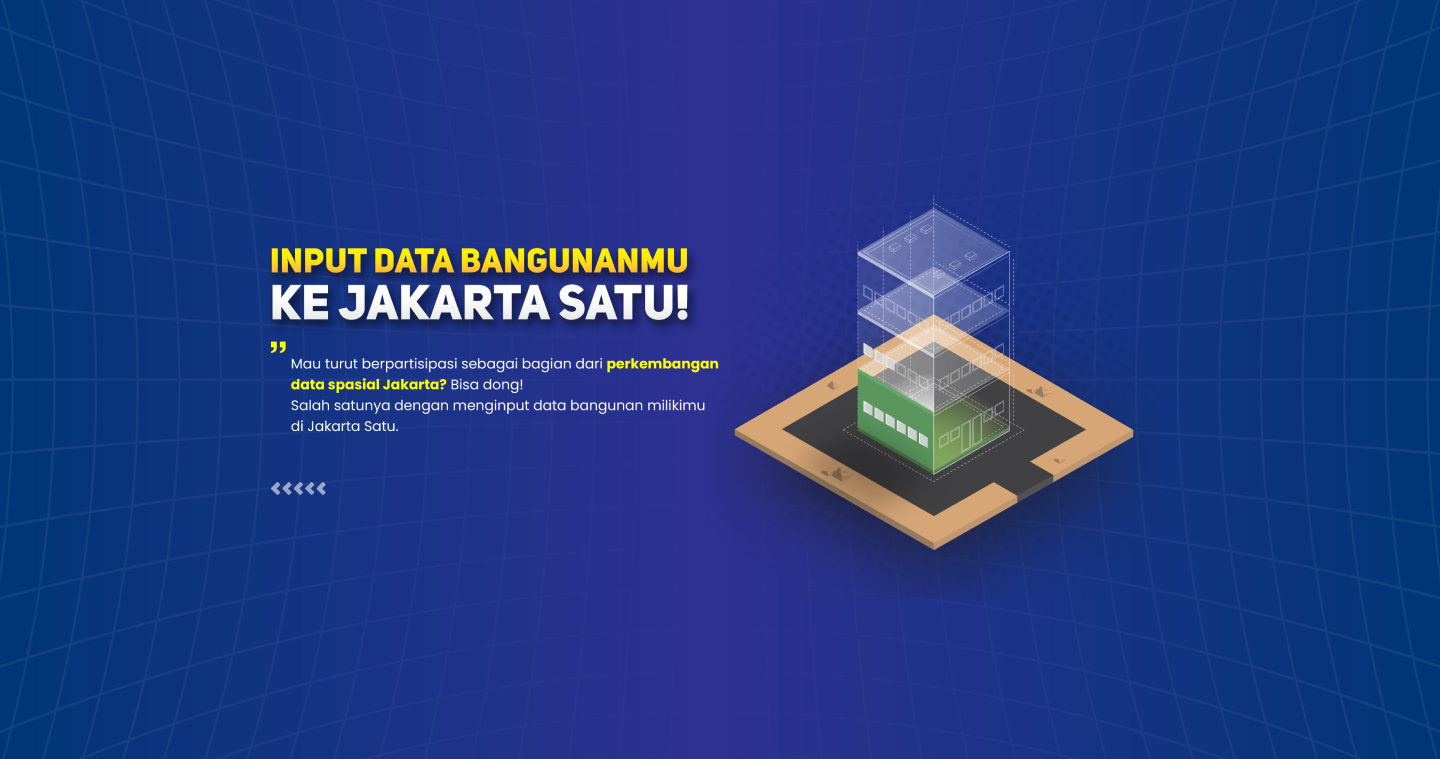 INPUT DATA BANGUNANMU
KE JAKARTA SATU!
” Mau turut berpartisipasi sebagai bagian dari perkembangan
data spasial Jakarta? Bisa dong!
Salah satunya dengan menginput data bangunan milikimu
di Jakarta Satu.